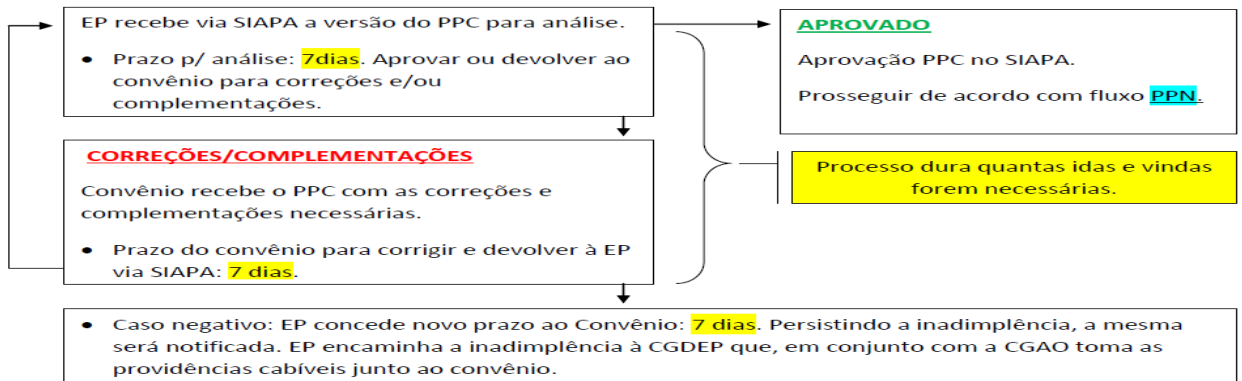 EP recebe via SIAPA a versão do PPC para análise.
• Prazo p/ análise: 7dias. Aprovar ou devolver ao
convênio para correções e/ou
complementações.
APROVADO
Aprovação PPC no SIAPA.
Prosseguir de acordo com fluxo PPN.
CORREÇÕES/COMPLEMENTAÇÕES
Convênio recebe o PPC com as correções e
complementações necessárias.
• Prazo do convênio para corrigir e devolver à EP
via SIAPA: 7 dias.
Processo dura quantas idas e vindas
forem necessárias.
• Caso negativo: EP concede novo prazo ao Convênio: 7 dias. Persistindo a inadimplência, a mesma
será notificada. EP encaminha a inadimplência à CGDEP que, em conjunto com a CGAO toma as
providências cabíveis junto ao convênio.